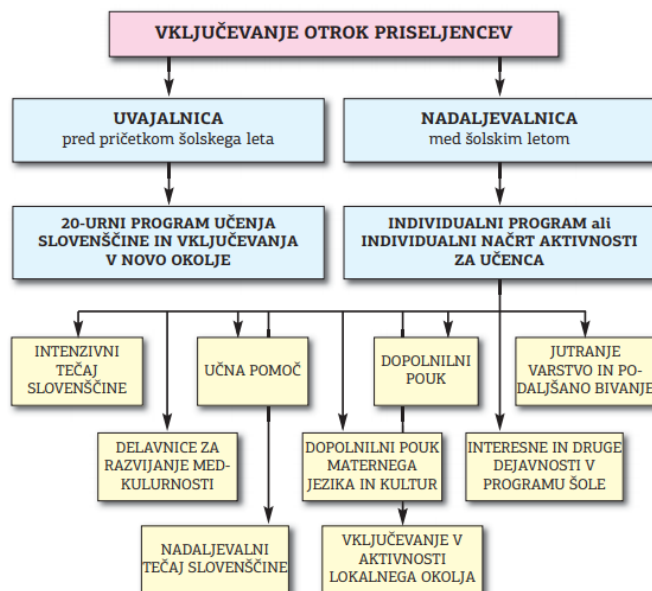 VKLJUČEVANJE OTROK PRISELJENCEV
UVAJALNICA
pred pričetkom šolskega leta
NADALJEVALNICA
med šolskim letom
20-URNI PROGRAM UČENJA
SLOVENŠČINE IN VKLJUČEVANJA
V NOVO OKOLJE
INDIVIDUALNI PROGRAM ali
INDIVIDUALNI NAČRT AKTIVNOSTI
ZA UČENCA
INTENZIVNI
TEČAJ
SLOVENŠČINE
UČNA POMOČ
DOPOLNILNI
POUK
JUTRANJE
VARSTVO IN PO-
DALJŠANO BIVANJE
DELAVNICE ZA
RAZVIJANJE MED-
KULURNOSTI
DOPOLNILNI POUK
MATERNEGA
JEZIKA IN KULTUR
INTERESNE IN DRUGE
DEJAVNOSTI V
PROGRAMU ŠOLE
NADALJEVALNI
TEČAJ SLOVENŠČINE
VKLJUČEVANJE V
AKTIVNOSTI
LOKALNEGA OKOLJA